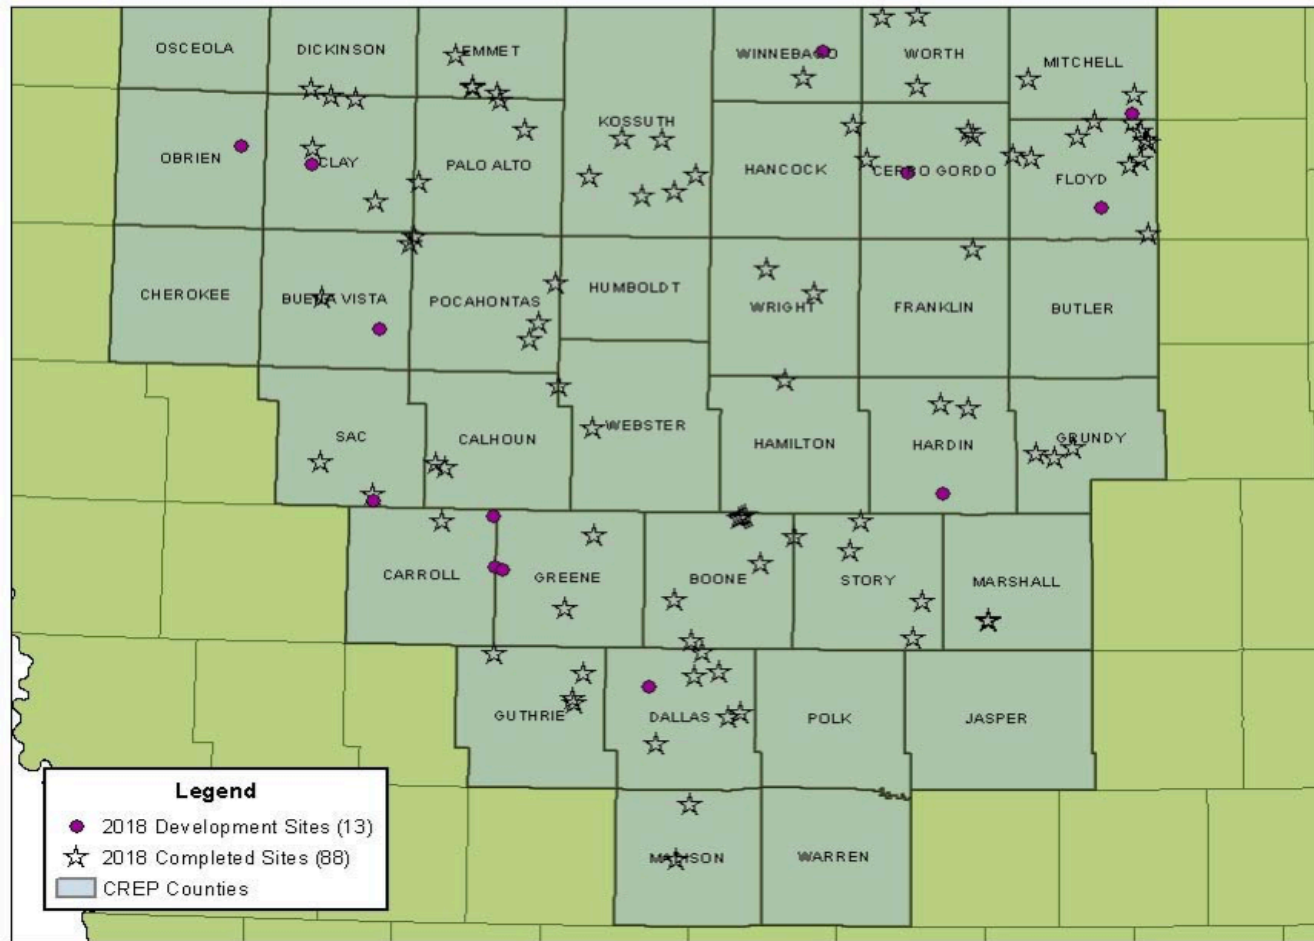 OSCEOLA
DICKINSON
EMMET
WINNEBAGO
WORTH
MITCHELL
KOSSUTH
OBRIEN
CLAY
PALO ALTO
HANCOCK
CERRO GORDO
FLOYD
CHEROKEE
BUENA VISTA
POCAHONTAS
HUMBOLDT
WRIGHT
FRANKLIN
BUTLER
SAC
CALHOUN
WEBSTER
HAMILTON
HARDIN
GRUNDY
CARROLL
GREENE
BOONE
STORY
MARSHALL
GUTHRIE
DALLAS
POLK
JASPER
MADISON
WARREN
Legend
2018 Development Sites (13)
2018 Completed Sites (88)
CREP Counties